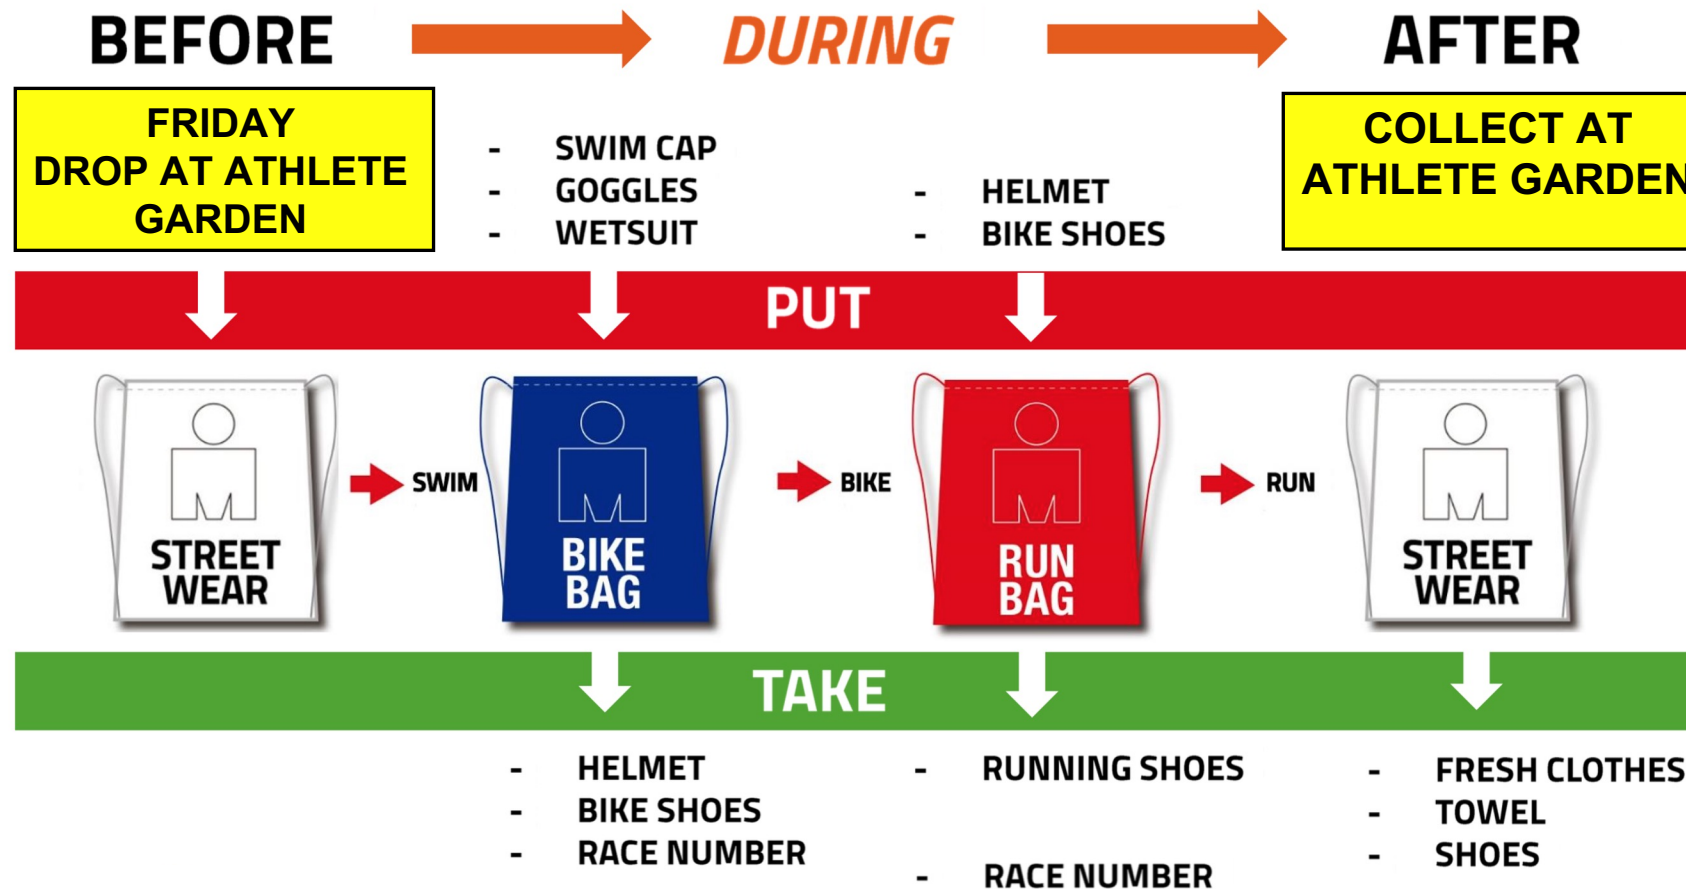 BEFORE
DURING
AFTER
FRIDAY
DROP AT ATHLETE
GARDEN
- SWIM CAP
- GOGGLES
- WETSUIT
- HELMET
- BIKE SHOES
COLLECT AT
ATHLETE GARDEN
PUT
STREET
WEAR
SWIM
BIKE
BAG
BIKE
RUN
BAG
RUN
STREET
WEAR
TAKE
- HELMET
- BIKE SHOES
- RACE NUMBER
- RUNNING SHOES
- RACE NUMBER
- FRESH CLOTHES
- TOWEL
- SHOES